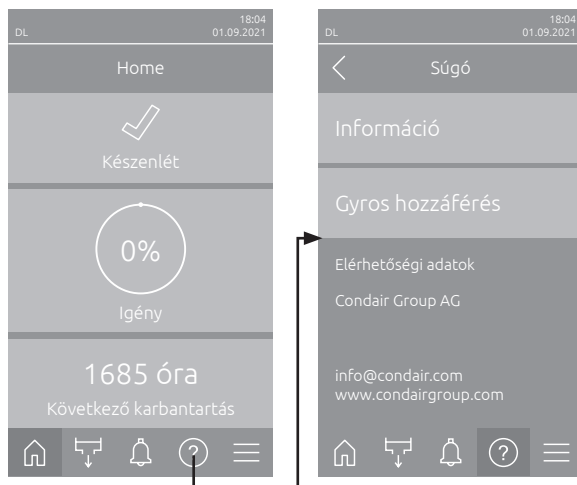 18:04
DL 01.09.2021
Home
Készenlét
0%
Igény
1685 óra
Következő karbantartás
?
18:04
DL 01.09.2021
Súgó
Információ
Gyros hozzáférés
Elérhetőségi adatok
Condair Group AG
info@condair.com
www.condairgroup.com
?